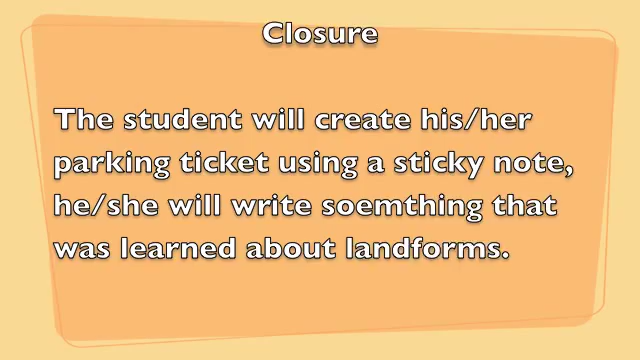 Closure
The student will create his/her
parking ticket using a sticky note,
he/she will write soemthing that
was learned about landforms.